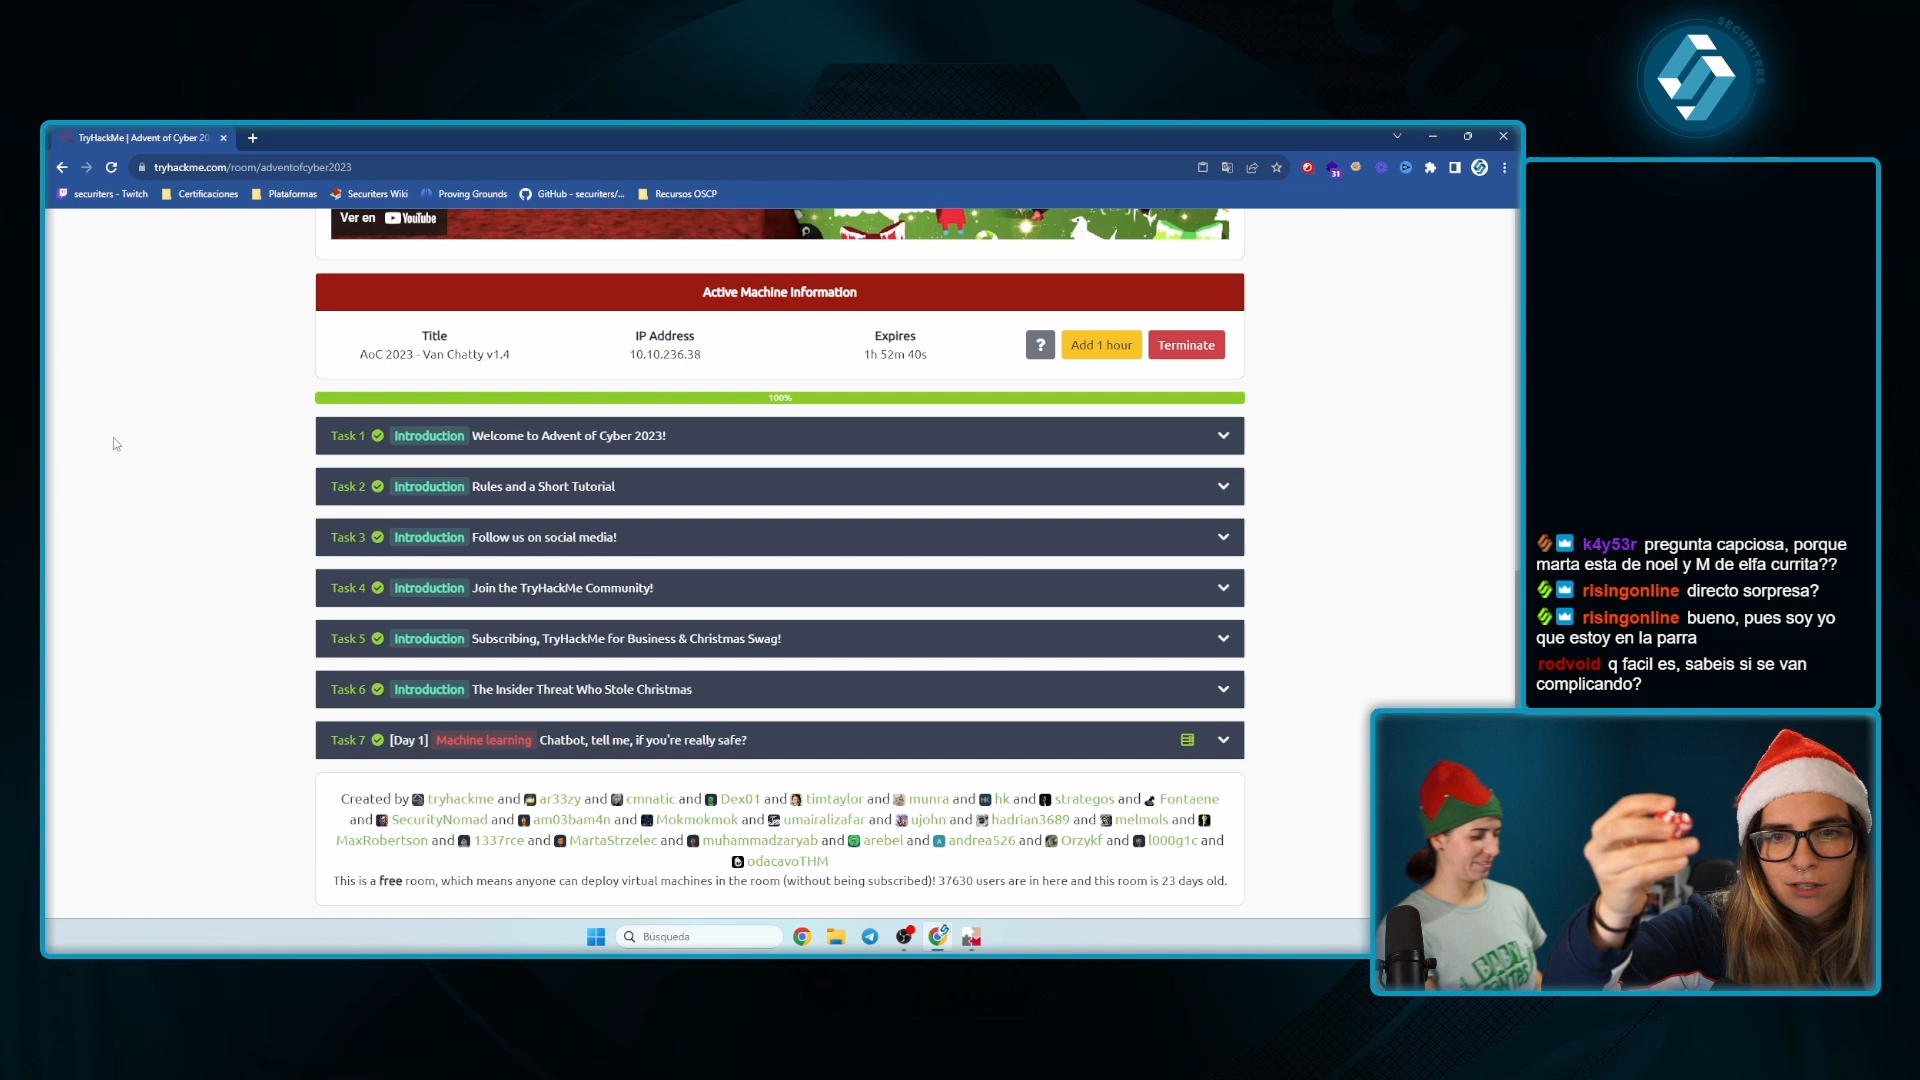 SECURITERS
TryHackMe | Advent of Cyber 20
tryhackme.com/room/adventofcyber2023
31
securiters - Twitch
Certificaciones
Plataformas
Securiters Wiki
Proving Grounds
GitHub - securiters/...
Recursos OSCP
Ver en YouTube
Active Machine Information
Title
IP Address
Expires
AoC 2023 - Van Chatty v1.4
10.10.236.38
1h 52m 40s
?
Add 1 hour
Terminate
100%
Task 1 Introduction Welcome to Advent of Cyber 2023!
Task 2 Introduction Rules and a Short Tutorial
Task 3 Introduction Follow us on social media!
Task 4 Introduction Join the TryHackMe Community!
Task 5 Introduction Subscribing, TryHackMe for Business & Christmas Swag!
Task 6 Introduction The Insider Threat Who Stole Christmas
Task 7 [Day 1] Machine learning Chatbot, tell me, if you're really safe?
Created by tryhackme and ar33zy and cmnatic and Dex01 and timtaylor and munra and hk and strategos and Fontaene
and SecurityNomad and am03bam4n and Mokmokmok and umairalizafar and ujohn and hadrian3689 and melmols and
MaxRobertson and 1337rce and MartaStrzelec and muhammadzaryab and arebel and andrea526 and Orzykf and l000g1c and
odacavoTHM
This is a free room, which means anyone can deploy virtual machines in the room (without being subscribed)! 37630 users are in here and this room is 23 days old.
Búsqueda
k4y53r pregunta capciosa, porque
marta esta de noel y M de elfa currita??
risingonline directo sorpresa?
risingonline bueno, pues soy yo
que estoy en la parra
rodvoid q facil es, sabeis si se van
complicando?
BABY